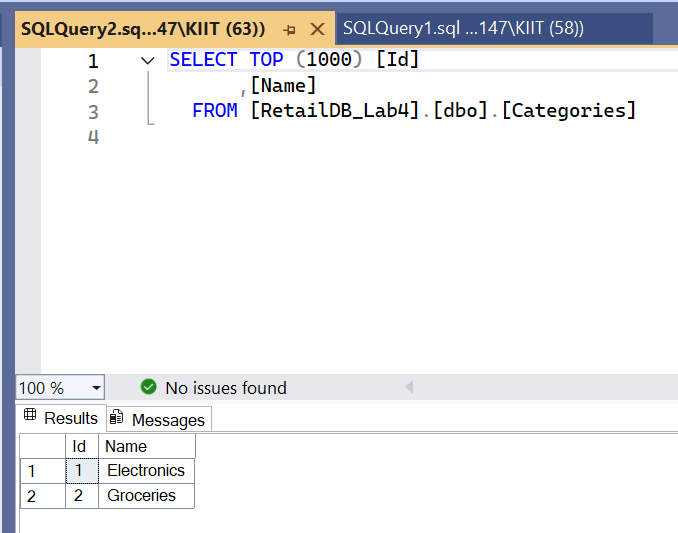 SQLQuery2.sq...47\KIIT (63))
SQLQuery1.sql ...147\KIIT (58))
1 SELECT TOP (1000) [Id]
2 ,[Name]
3 FROM [RetailDB_Lab4].[dbo].[Categories]
4
100 %
No issues found
Results
Messages
Id Name
1 1 Electronics
2 2 Groceries